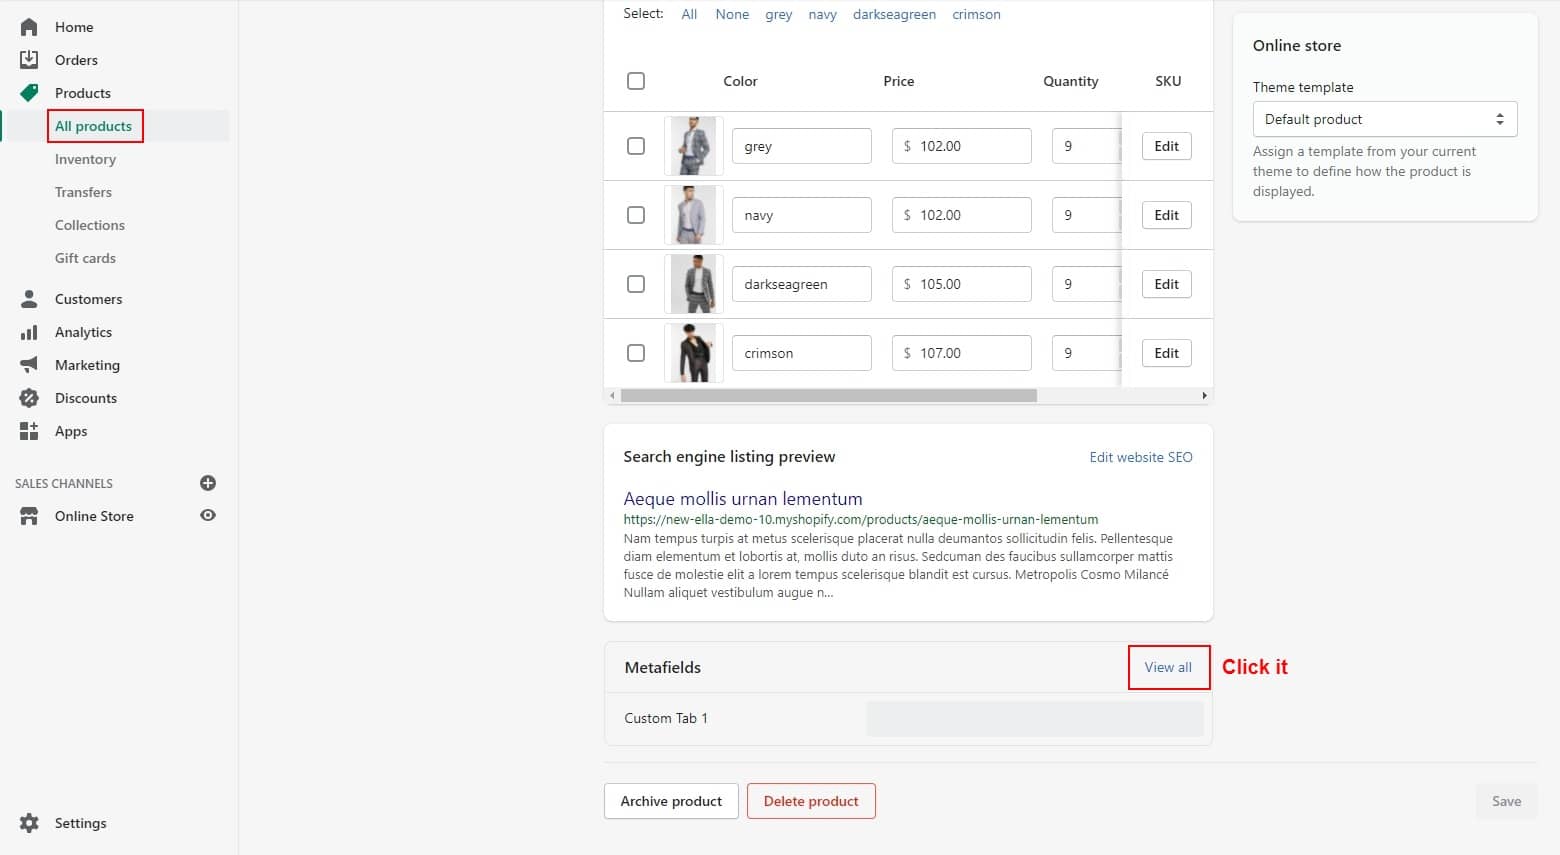 Home
Orders
Products
All products
Inventory
Transfers
Collections
Gift cards
Customers
Analytics
Marketing
Discounts
Apps
SALES CHANNELS
Online Store
Settings
Select: All None grey navy darkseagreen crimson
Color Price Quantity SKU
grey $ 102.00 9 Edit
navy $ 102.00 9 Edit
darkseagreen $ 105.00 9 Edit
crimson $ 107.00 9 Edit
Search engine listing preview Edit website SEO
Aeque mollis urnan lementum
https://new-ella-demo-10.myshopify.com/products/aeque-mollis-urnan-lementum
Nam tempus turpis at metus scelerisque placerat nulla deumantos sollicitudin felis. Pellentesque
diam elementum et lobortis at, mollis duto an risus. Sedcuman des faucibus sullamcorper mattis
fusce de molestie elit a lorem tempus scelerisque blandit est cursus. Metropolis Cosmo Milancé
Nullam aliquet vestibulum augue n...
Metafields View all Click it
Custom Tab 1
Archive product Delete product Save
Online store
Theme template
Default product
Assign a template from your current
theme to define how the product is
displayed.